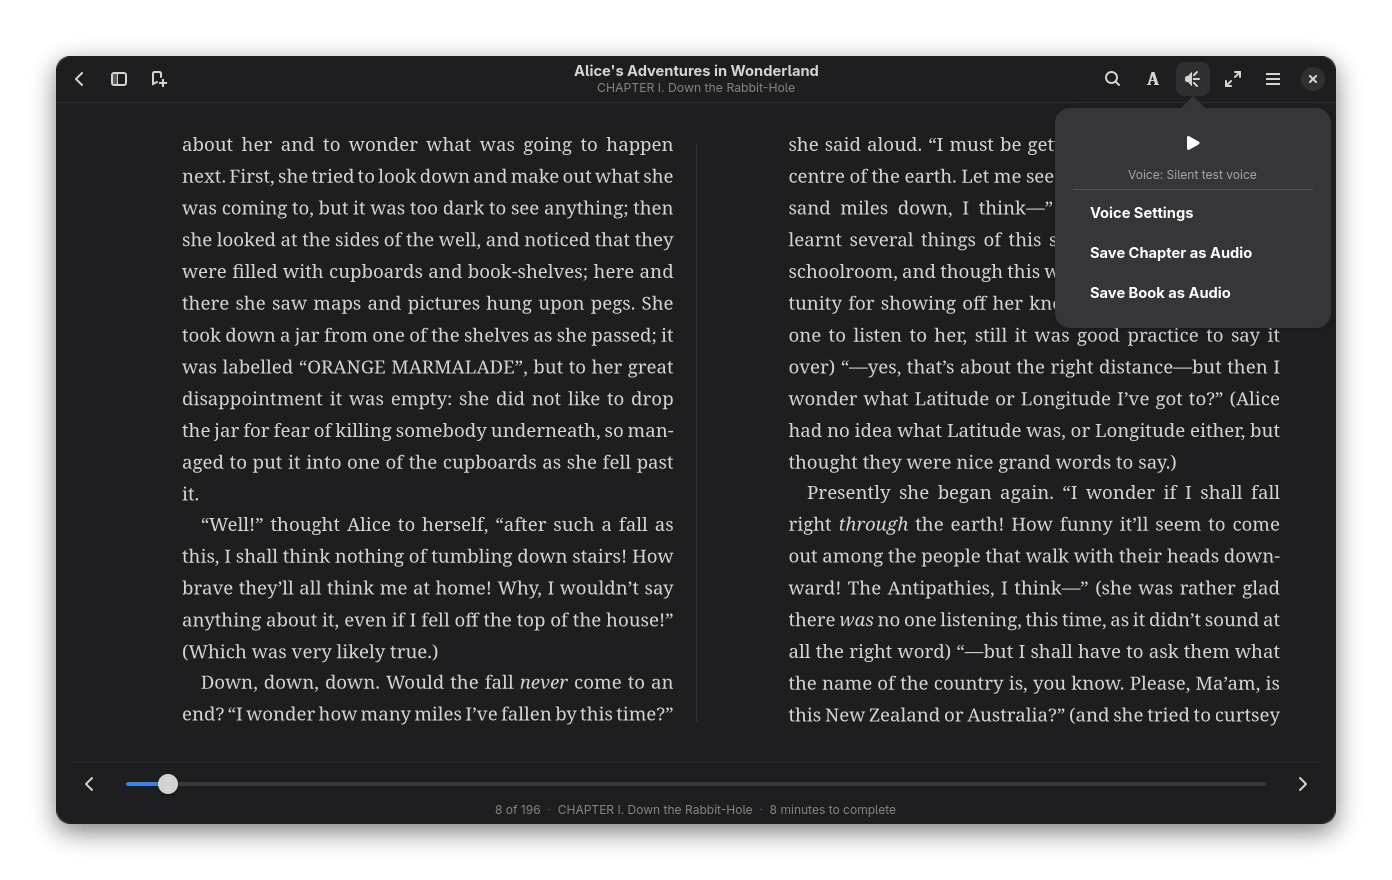 Alice's Adventures in Wonderland
CHAPTER I. Down the Rabbit-Hole
A
about her and to wonder what was going to happen
next. First, she tried to look down and make out what she
was coming to, but it was too dark to see anything; then
she looked at the sides of the well, and noticed that they
were filled with cupboards and book-shelves; here and
there she saw maps and pictures hung upon pegs. She
took down a jar from one of the shelves as she passed; it
was labelled “ORANGE MARMALADE”, but to her great
disappointment it was empty: she did not like to drop
the jar for fear of killing somebody underneath, so man-
aged to put it into one of the cupboards as she fell past
it.
“Well!” thought Alice to herself, “after such a fall as
this, I shall think nothing of tumbling down stairs! How
brave they’ll all think me at home! Why, I wouldn’t say
anything about it, even if I fell off the top of the house!”
(Which was very likely true.)
Down, down, down. Would the fall never come to an
end? “I wonder how many miles I’ve fallen by this time?”
she said aloud. “I must be get
centre of the earth. Let me see
sand miles down, I think—”
learnt several things of this
schoolroom, and though this
tunity for showing off her
one to listen to her, still it was good practice to say it
over) “—yes, that’s about the right distance—but then I
wonder what Latitude or Longitude I’ve got to?” (Alice
had no idea what Latitude was, or Longitude either, but
thought they were nice grand words to say.)
Presently she began again. “I wonder if I shall fall
right through the earth! How funny it’ll seem to come
out among the people that walk with their heads down-
ward! The Antipathies, I think—” (she was rather glad
there was no one listening, this time, as it didn’t sound at
all the right word) “—but I shall have to ask them what
the name of the country is, you know. Please, Ma’am, is
this New Zealand or Australia?” (and she tried to curtsey
Voice: Silent test voice
Voice Settings
Save Chapter as Audio
Save Book as Audio
8 of 196 · CHAPTER I. Down the Rabbit-Hole · 8 minutes to complete